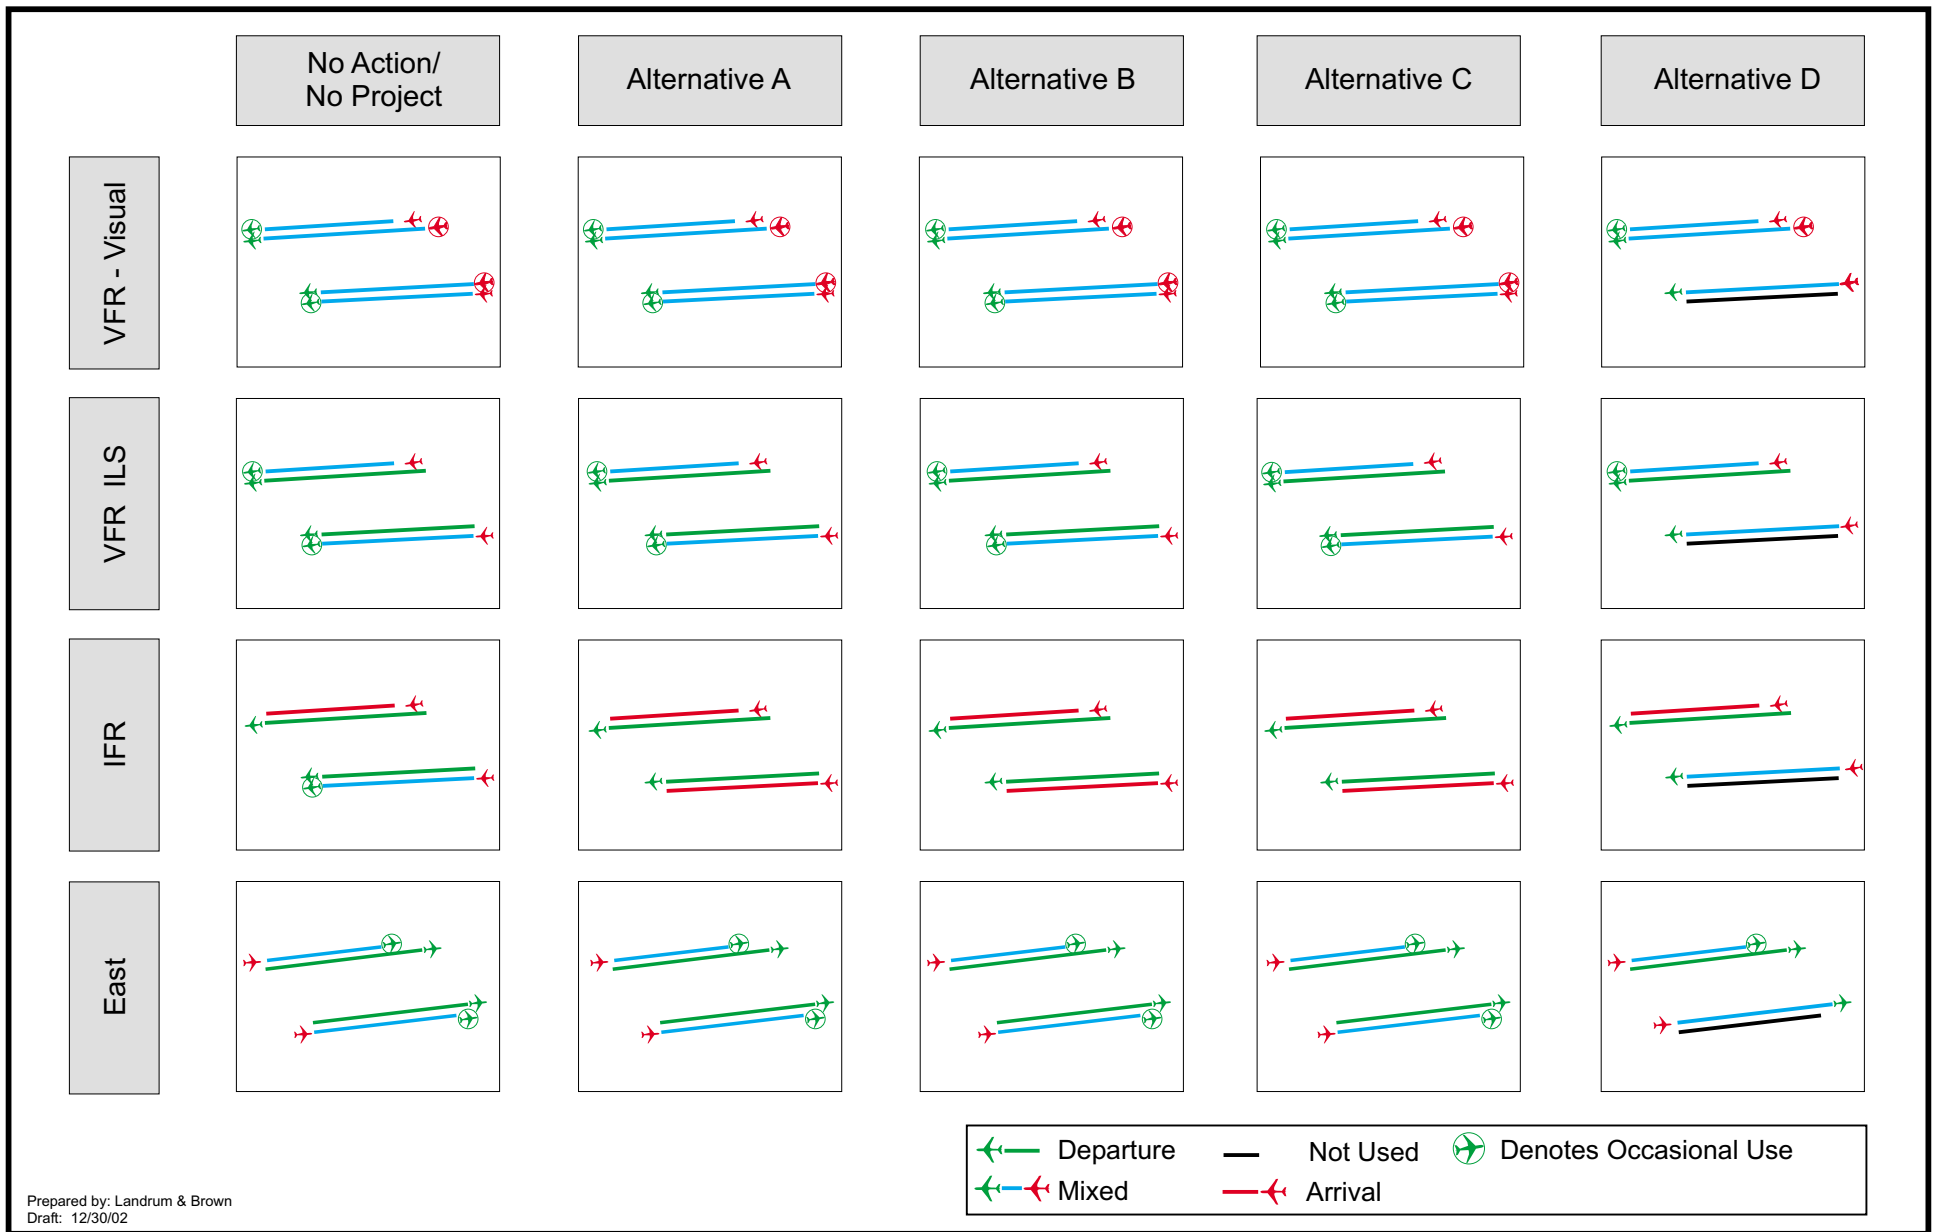 No Action/
No Project
Alternative A
Alternative B
Alternative C
Alternative D
VFR - Visual
VFR ILS
IFR
East
Departure
Not Used
Denotes Occasional Use
Mixed
Arrival
Prepared by: Landrum & Brown
Draft: 12/30/02